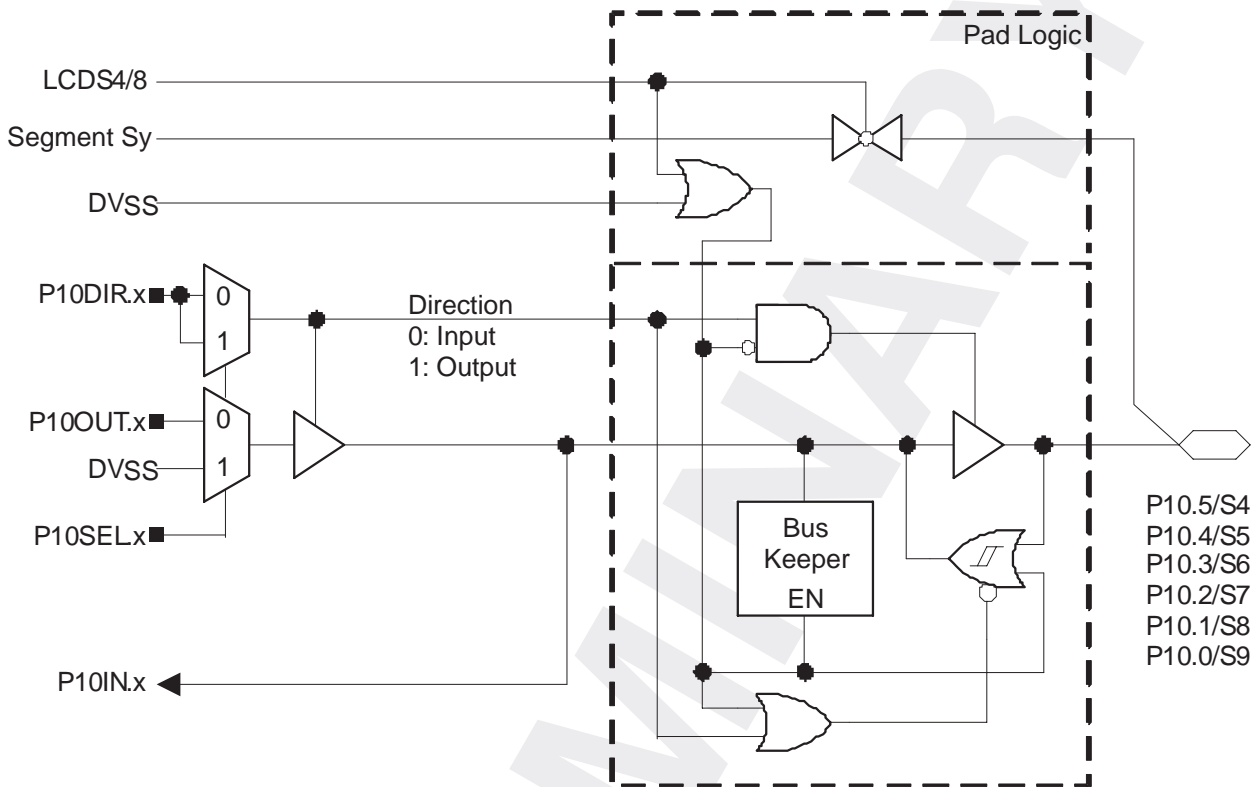 Pad Logic
LCDS4/8
Segment Sy
DVSS
P10DIR.x
0
1
Direction
0: Input
1: Output
P10OUT.x
0
DVSS
1
P10SEL.x
Bus
Keeper
EN
P10.5/S4
P10.4/S5
P10.3/S6
P10.2/S7
P10.1/S8
P10.0/S9
P10IN.x
MINARY